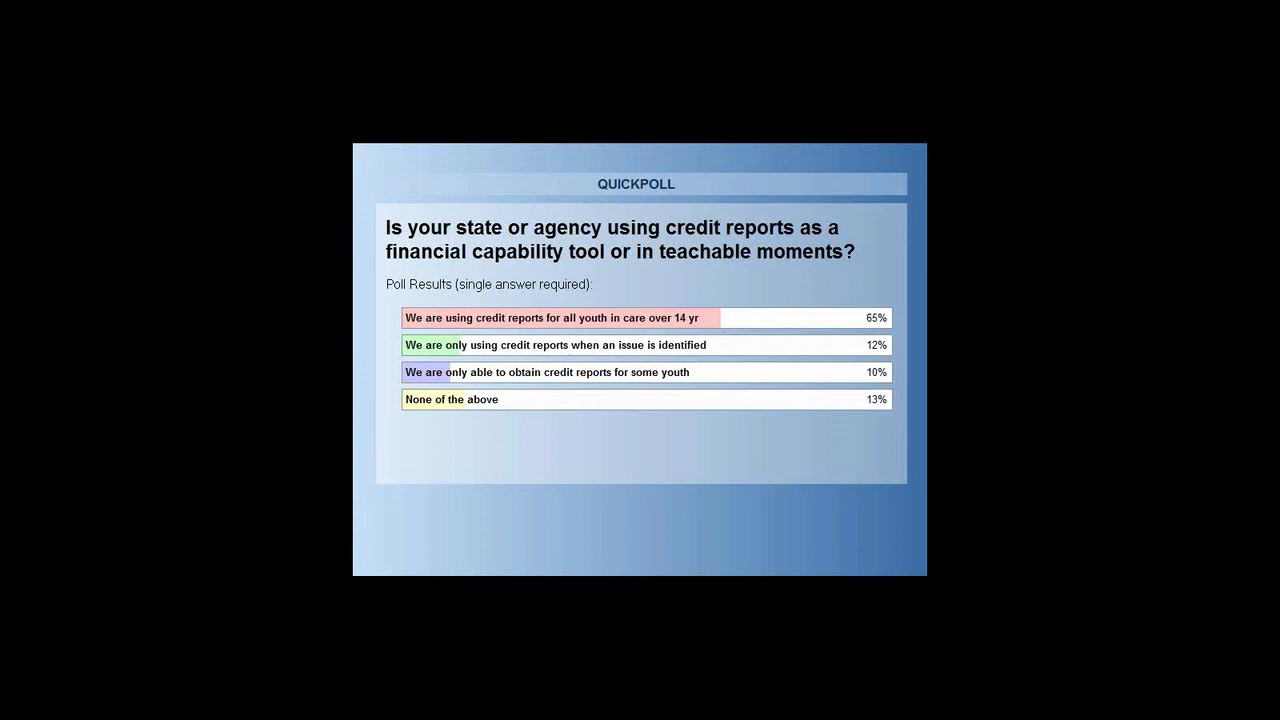 QUICKPOLL
Is your state or agency using credit reports as a
financial capability tool or in teachable moments?
Poll Results (single answer required):
We are using credit reports for all youth in care over 14 yr 65%
We are only using credit reports when an issue is identified 12%
We are only able to obtain credit reports for some youth 10%
None of the above 13%